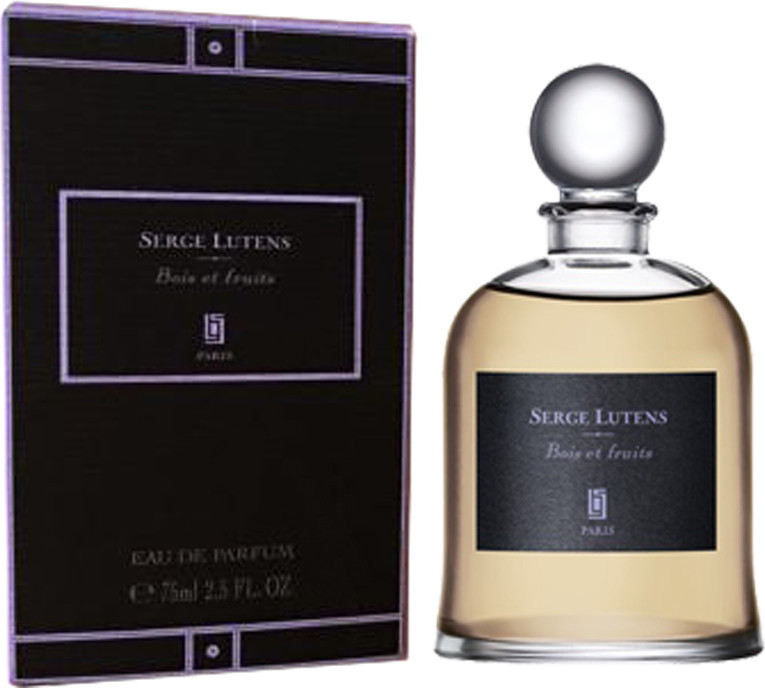 SERGE LUTENS
Bois et fruits
PARIS
EAU DE PARFUM
℮ 75ml 2.5 FL. OZ
SERGE LUTENS
Bois et fruits
PARIS